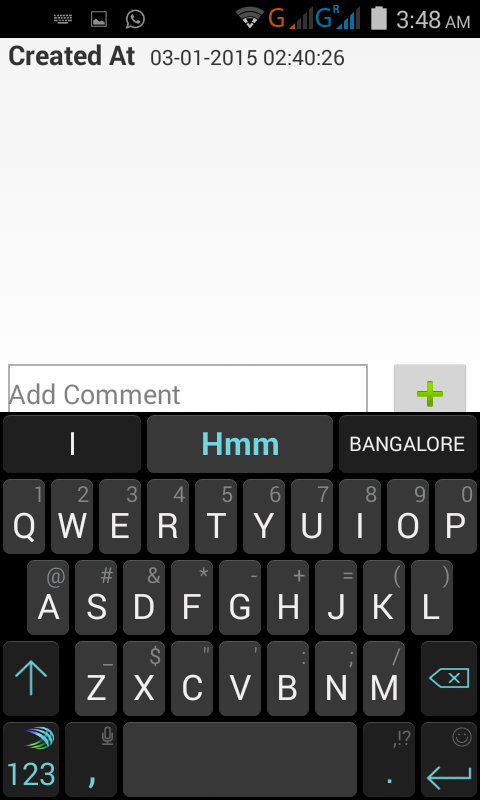 G G R 3:48 AM
Created At 03-01-2015 02:40:26
Add Comment
I Hmm BANGALORE
1 2 3 4 5 6 7 8 9 0
Q W E R T Y U I O P
@ # & * - + = ( )
A S D F G H J K L
_ $ " ' : ; /
Z X C V B N M
,!?
123 , .